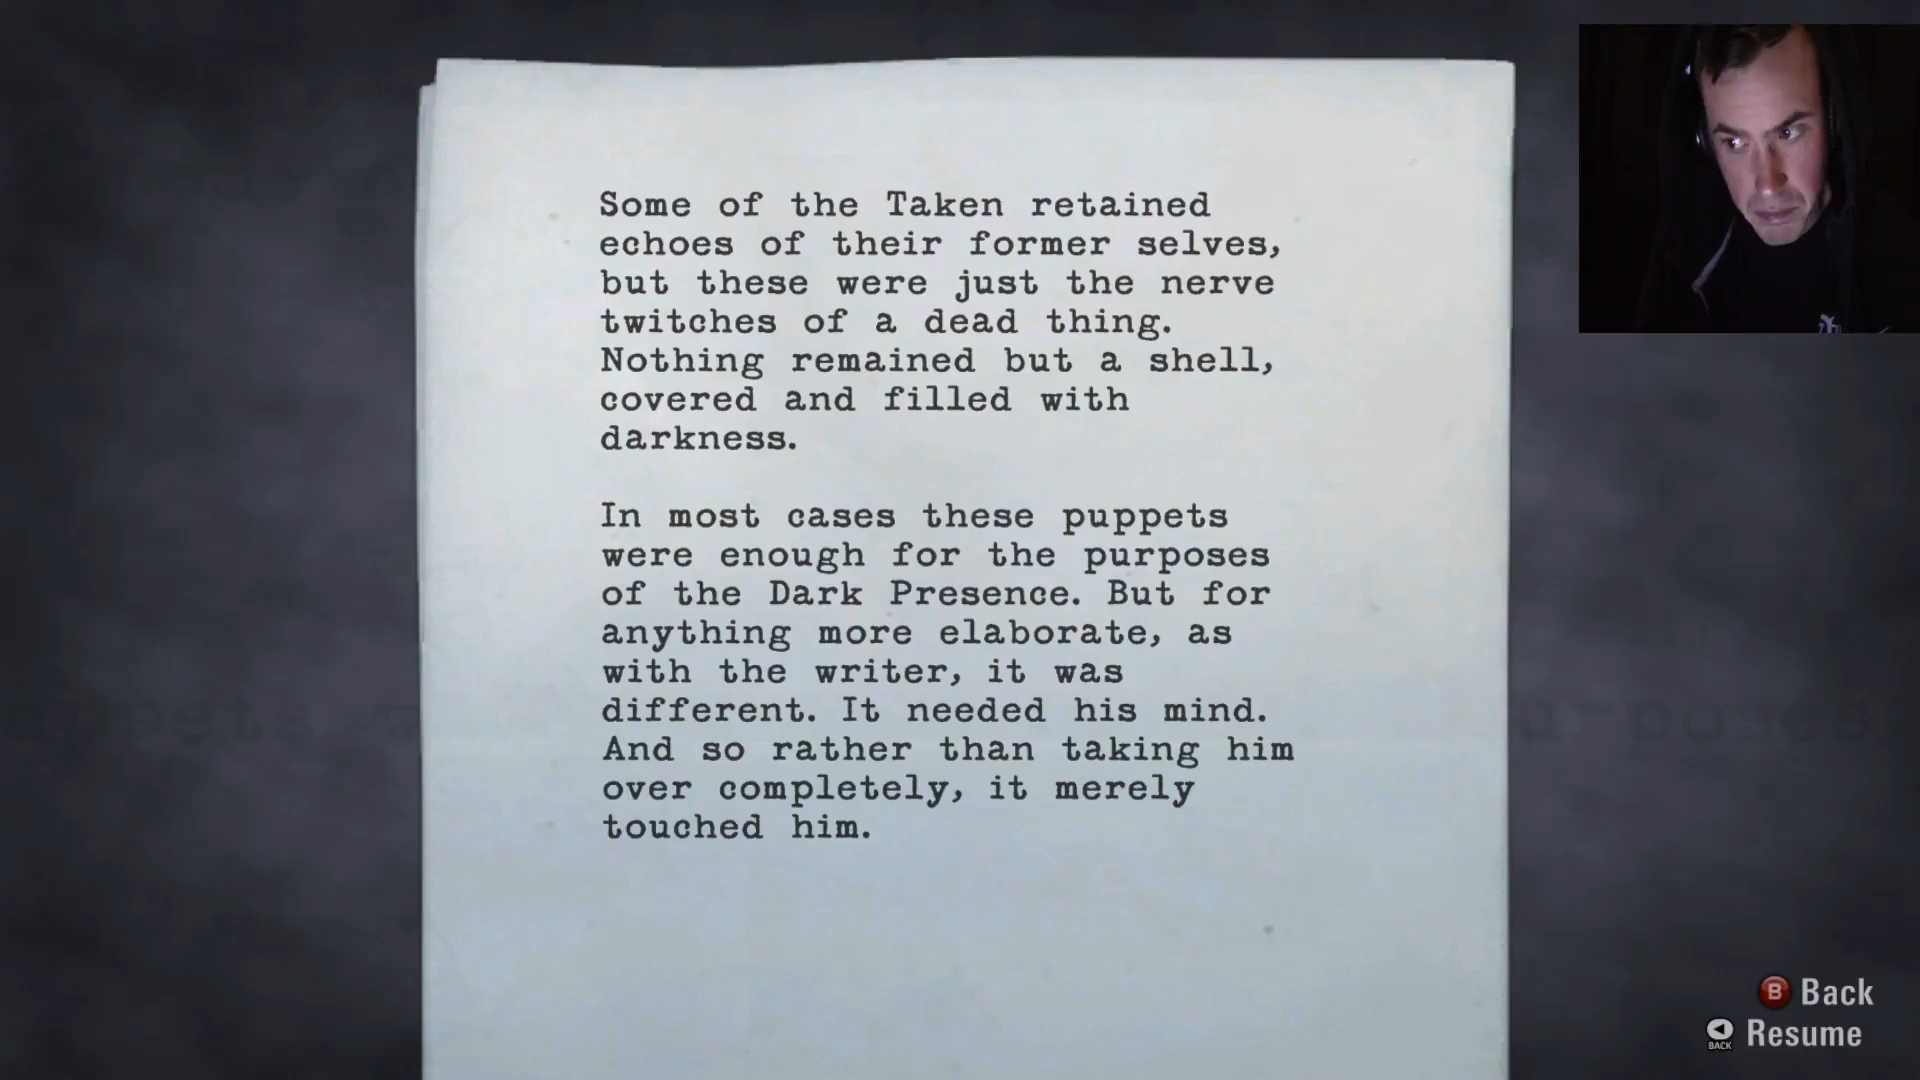 Some of the Taken retained
echoes of their former selves,
but these were just the nerve
twitches of a dead thing.
Nothing remained but a shell,
covered and filled with
darkness.
In most cases these puppets
were enough for the purposes
of the Dark Presence. But for
anything more elaborate, as
with the writer, it was
different. It needed his mind.
And so rather than taking him
over completely, it merely
touched him.
B Back
BACK Resume